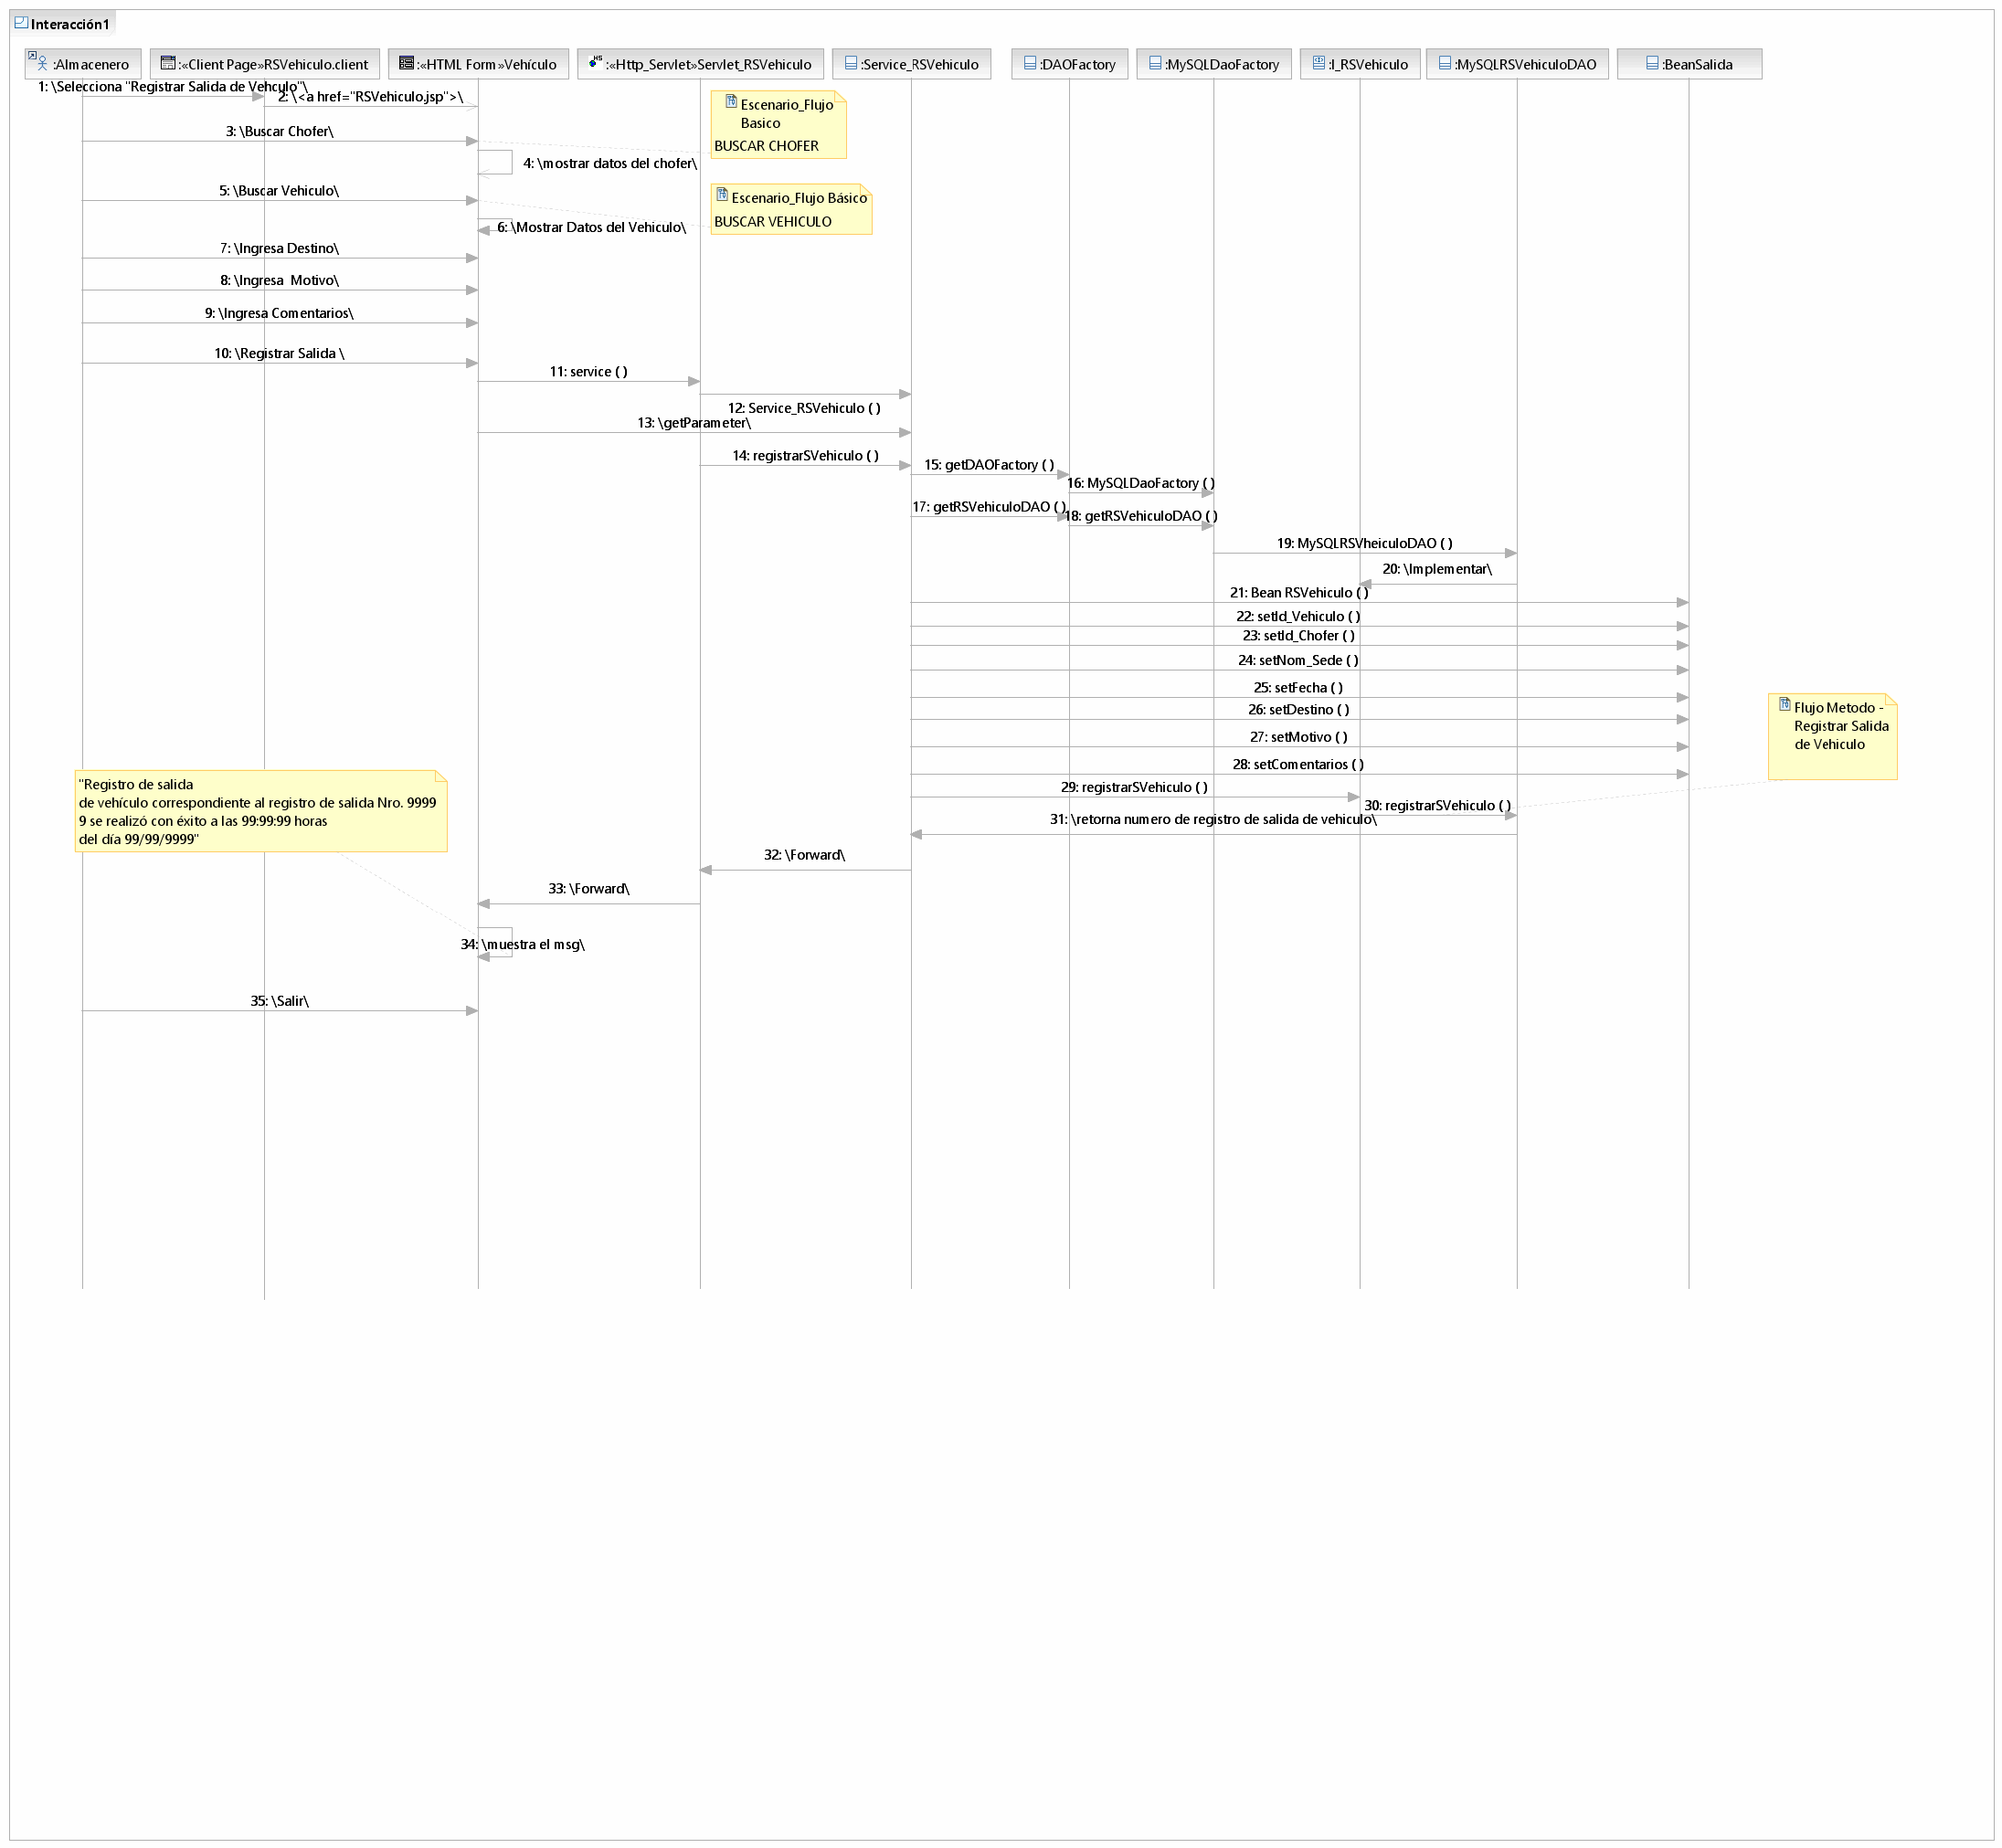 Interacción1
:Almacenero
:«Client Page»RSVehiculo.client
:«HTML Form»Vehículo
:«Http_Servlet»Servlet_RSVehiculo
:Service_RSVehiculo
:DAOFactory
:MySQLDaoFactory
:I_RSVehiculo
:MySQLRSVehiculoDAO
:BeanSalida
1: \Selecciona "Registrar Salida de Vehculo"\
2: \<a href="RSVehiculo.jsp">\
Escenario_Flujo
Basico
BUSCAR CHOFER
3: \Buscar Chofer\
4: \mostrar datos del chofer\
5: \Buscar Vehiculo\
Escenario_Flujo Básico
BUSCAR VEHICULO
6: \Mostrar Datos del Vehiculo\
7: \Ingresa Destino\
8: \Ingresa  Motivo\
9: \Ingresa Comentarios\
10: \Registrar Salida \
11: service ( )
12: Service_RSVehiculo ( )
13: \getParameter\
14: registrarSVehiculo ( )
15: getDAOFactory ( )
16: MySQLDaoFactory ( )
17: getRSVehiculoDAO ( )
18: getRSVehiculoDAO ( )
19: MySQLRSVheiculoDAO ( )
20: \Implementar\
21: Bean RSVehiculo ( )
22: setId_Vehiculo ( )
23: setId_Chofer ( )
24: setNom_Sede ( )
25: setFecha ( )
26: setDestino ( )
27: setMotivo ( )
28: setComentarios ( )
Flujo Metodo -
Registrar Salida
de Vehiculo
"Registro de salida
de vehículo correspondiente al registro de salida Nro. 9999
9 se realizó con éxito a las 99:99:99 horas
del día 99/99/9999"
29: registrarSVehiculo ( )
30: registrarSVehiculo ( )
31: \retorna numero de registro de salida de vehiculo\
32: \Forward\
33: \Forward\
34: \muestra el msg\
35: \Salir\